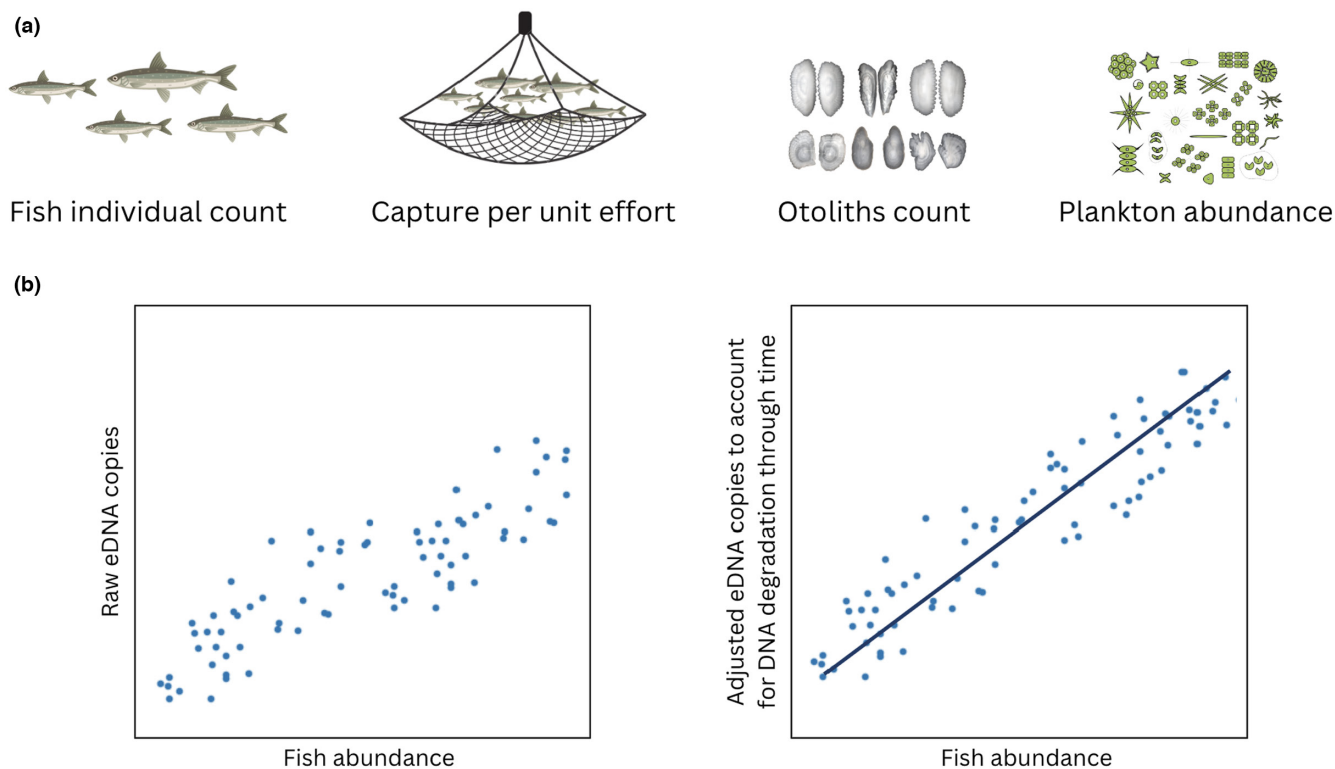 (a)
Fish individual count
Capture per unit effort
Otoliths count
Plankton abundance
(b)
Raw eDNA copies
Fish abundance
Adjusted eDNA copies to account
for DNA degradation through time
Fish abundance